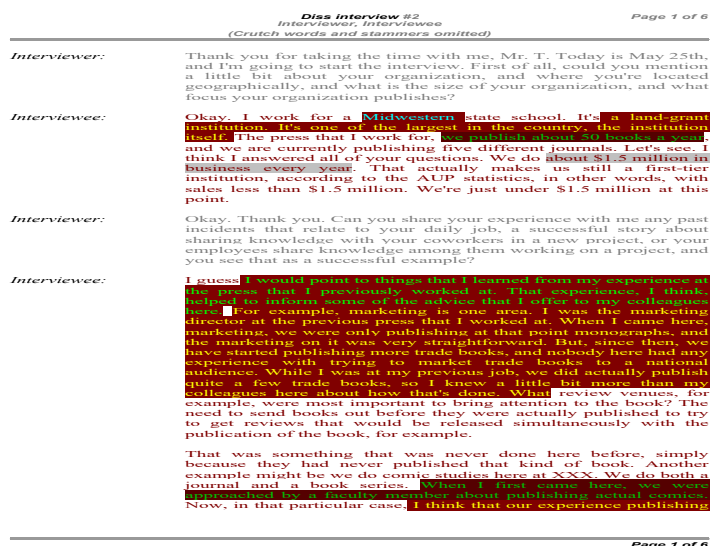 Diss interview #2
Page 1 of 6
Interviewer, Interviewee
(Crutch words and stammers omitted)
Interviewer:
Thank you for taking the time with me, Mr. T. Today is May 25th,
and I'm going to start the interview. First of all, could you mention
a little bit about your organization, and where you're located
geographically, and what is the size of your organization, and what
focus your organization publishes?
Interviewee:
Okay. I work for a Midwestern state school. It's a land-grant
institution. It's one of the largest in the country, the institution
itself. The press that I work for, we publish about 50 books a year,
and we are currently publishing five different journals. Let's see. I
think I answered all of your questions. We do about $1.5 million in
business every year. That actually makes us still a first-tier
institution, according to the AUP statistics, in other words, with
sales less than $1.5 million. We're just under $1.5 million at this
point.
Interviewer:
Okay. Thank you. Can you share your experience with me any past
incidents that relate to your daily job, a successful story about
sharing knowledge with your coworkers in a new project, or your
employees share knowledge among them working on a project, and
you see that as a successful example?
Interviewee:
I guess I would point to things that I learned from my experience at
the press that I previously worked at. That experience, I think,
helped to inform some of the advice that I offer to my colleagues
here. For example, marketing is one area. I was the marketing
director at the previous press that I worked at. When I came here,
marketing, we were only publishing at that point monographs, and
the marketing on it was very straightforward. But, since then, we
have started publishing more trade books, and nobody here had any
experience with trying to market trade books to a national
audience. While I was at my previous job, we did actually publish
quite a few trade books, so I knew a little bit more than my
colleagues here about how that's done. What review venues, for
example, were most important to bring attention to the book? The
need to send books out before they were actually published to try
to get reviews that would be released simultaneously with the
publication of the book, for example.
That was something that was never done here before, simply
because they had never published that kind of book. Another
example might be we do comic studies here at XXX. We do both a
journal and a book series. When I first came here, we were
approached by a faculty member about publishing actual comics.
Now, in that particular case, I think that our experience publishing
Page 1 of 6